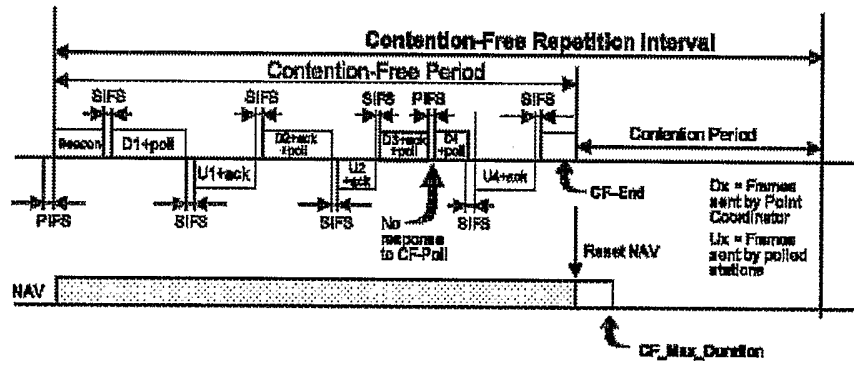 Contention-Free Repetition Interval
Contention-Free Period
SIFS
SIFS
SIFS
PIFS
SIFS
Contention Period
Beacon
D1+poll
D2+ack
+poll
D3+ack
+poll
D4
+poll
U1+ack
U2
+ack
U4+ack
PIFS
SIFS
SIFS
SIFS
CF-End
No
response
to CF-Poll
Dx = Frames
sent by Point
Coordinator
Ux = Frames
sent by polled
stations
Reset NAV
NAV
CF_Max_Duration